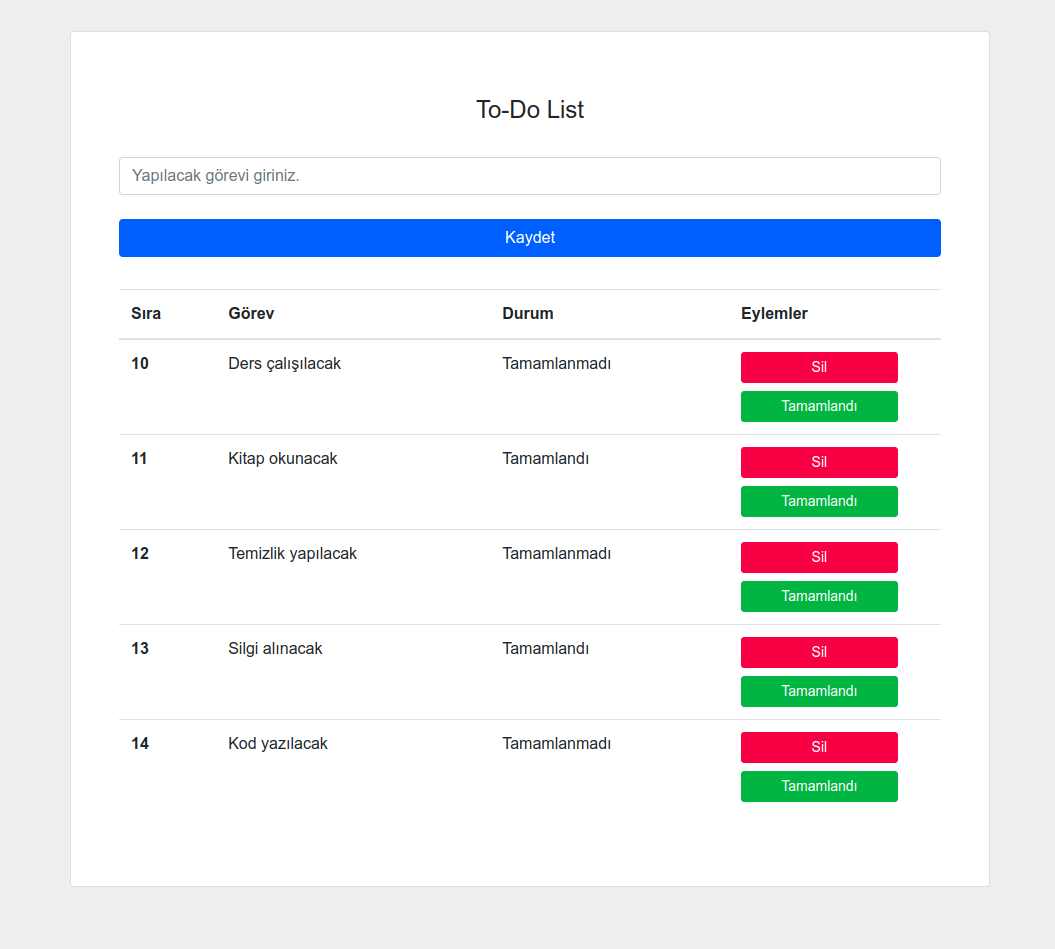 To-Do List
Yapılacak görevi giriniz.
Kaydet
Sıra Görev Durum Eylemler
10 Ders çalışılacak Tamamlanmadı Sil
Tamamlandı
11 Kitap okunacak Tamamlandı Sil
Tamamlandı
12 Temizlik yapılacak Tamamlanmadı Sil
Tamamlandı
13 Silgi alınacak Tamamlandı Sil
Tamamlandı
14 Kod yazılacak Tamamlanmadı Sil
Tamamlandı